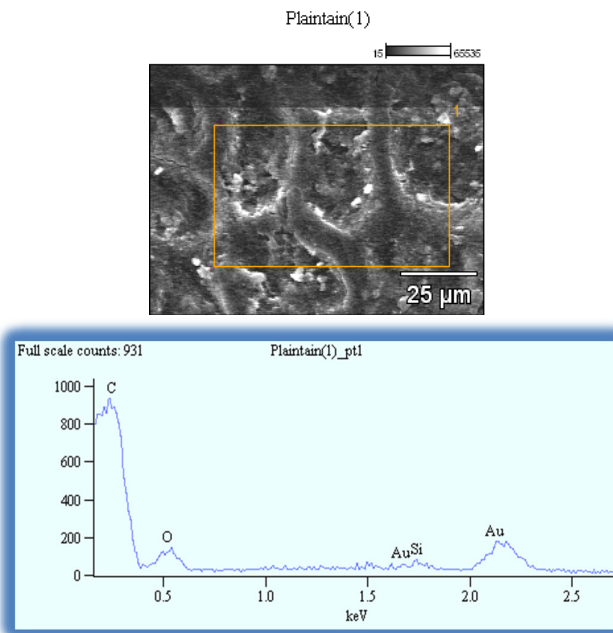 Plaintain(1)
15 65535
1
25 µm
Full scale counts: 931 Plaintain(1)_pt1
1000
C
800
600
400
200
O
Au Si
Au
0
0.5 1.0 1.5 2.0 2.5
keV